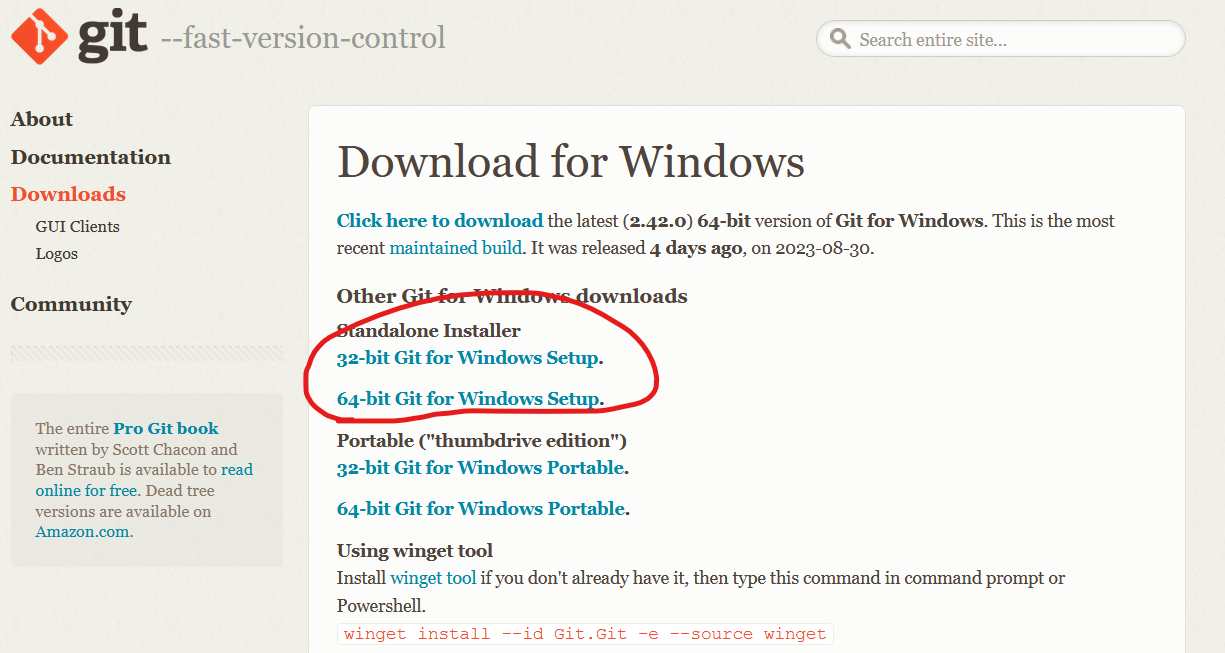 git --fast-version-control
Search entire site...
About
Documentation
Downloads
GUI Clients
Logos
Community
The entire Pro Git book
written by Scott Chacon and
Ben Straub is available to read
online for free. Dead tree
versions are available on
Amazon.com.
Download for Windows
Click here to download the latest (2.42.0) 64-bit version of Git for Windows. This is the most
recent maintained build. It was released 4 days ago, on 2023-08-30.
Other Git for Windows downloads
Standalone Installer
32-bit Git for Windows Setup.
64-bit Git for Windows Setup.
Portable ("thumbdrive edition")
32-bit Git for Windows Portable.
64-bit Git for Windows Portable.
Using winget tool
Install winget tool if you don't already have it, then type this command in command prompt or
Powershell.
winget install --id Git.Git -e --source winget